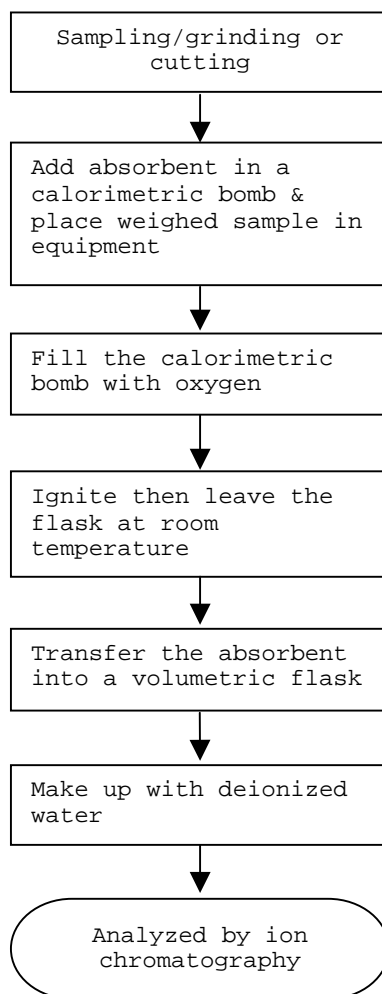 Sampling/grinding or
cutting
Add absorbent in a
calorimetric bomb &
place weighed sample in
equipment
Fill the calorimetric
bomb with oxygen
Ignite then leave the
flask at room
temperature
Transfer the absorbent
into a volumetric flask
Make up with deionized
water
Analyzed by ion
chromatography